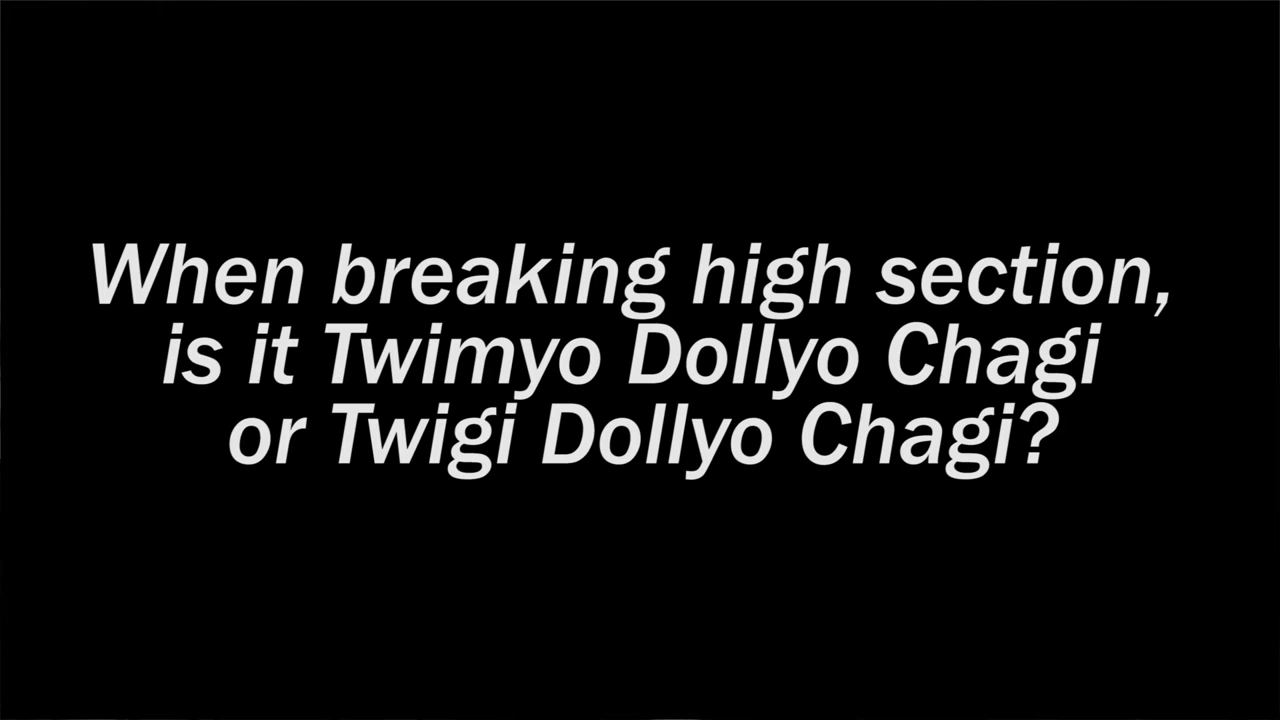 When breaking high section,
is it Twimyo Dollyo Chagi
or Twigi Dollyo Chagi?